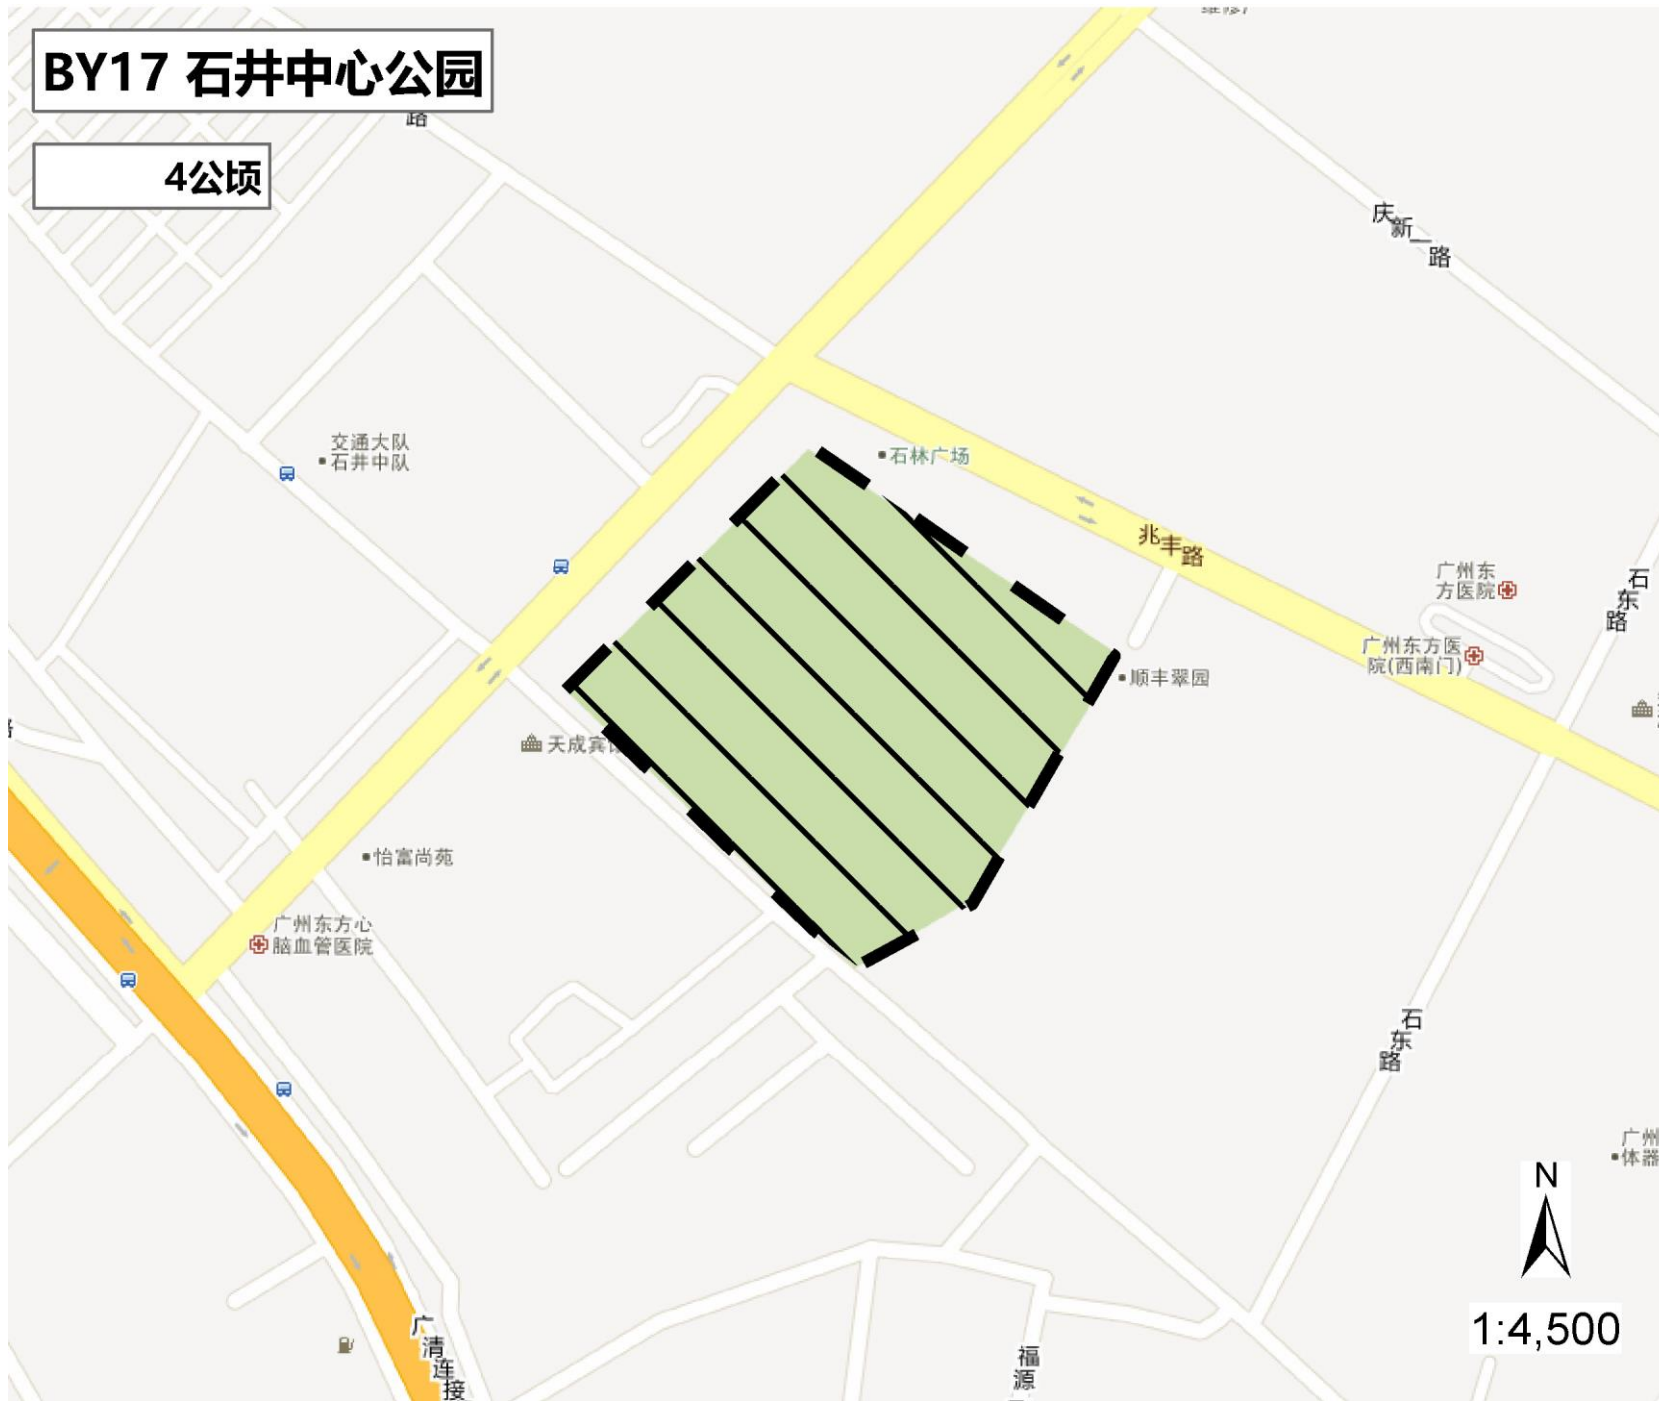 BY17 石井中心公园
4公顷
路
庆新一路
交通大队
石井中队
石林广场
兆丰路
广州东
方医院
石东路
广州东方医
院(西南门)
顺丰翠园
天成宾
怡富尚苑
广州东方心
脑血管医院
石东路
广州
体器
N
1:4,500
广清连接
福源